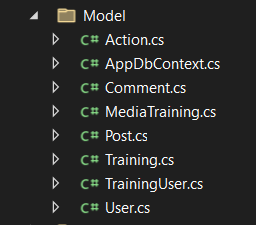 Model
C# Action.cs
C# AppDbContext.cs
C# Comment.cs
C# MediaTraining.cs
C# Post.cs
C# Training.cs
C# TrainingUser.cs
C# User.cs